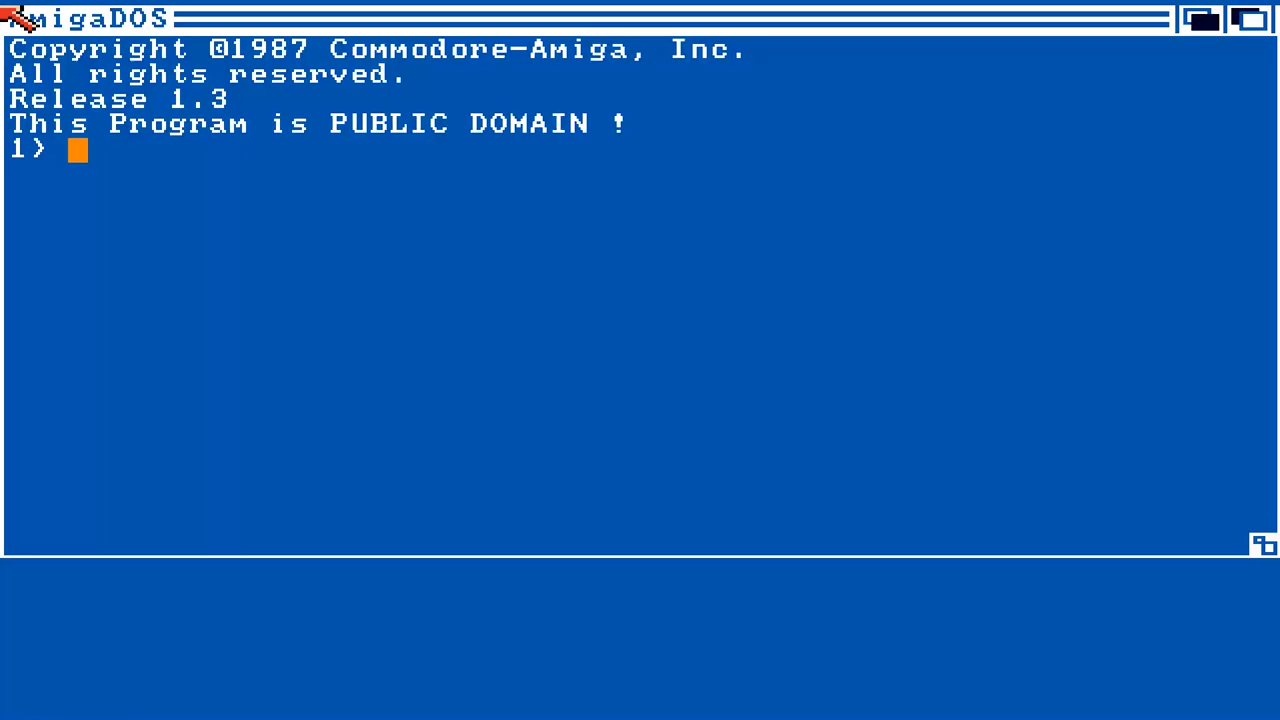 AmigaDOS
Copyright ©1987 Commodore-Amiga, Inc.
All rights reserved.
Release 1.3
This Program is PUBLIC DOMAIN !
1>